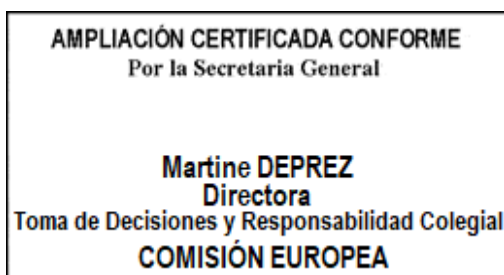 AMPLIACIÓN CERTIFICADA CONFORME
Por la Secretaria General
Martine DEPREZ
Directora
Toma de Decisiones y Responsabilidad Colegial
COMISIÓN EUROPEA